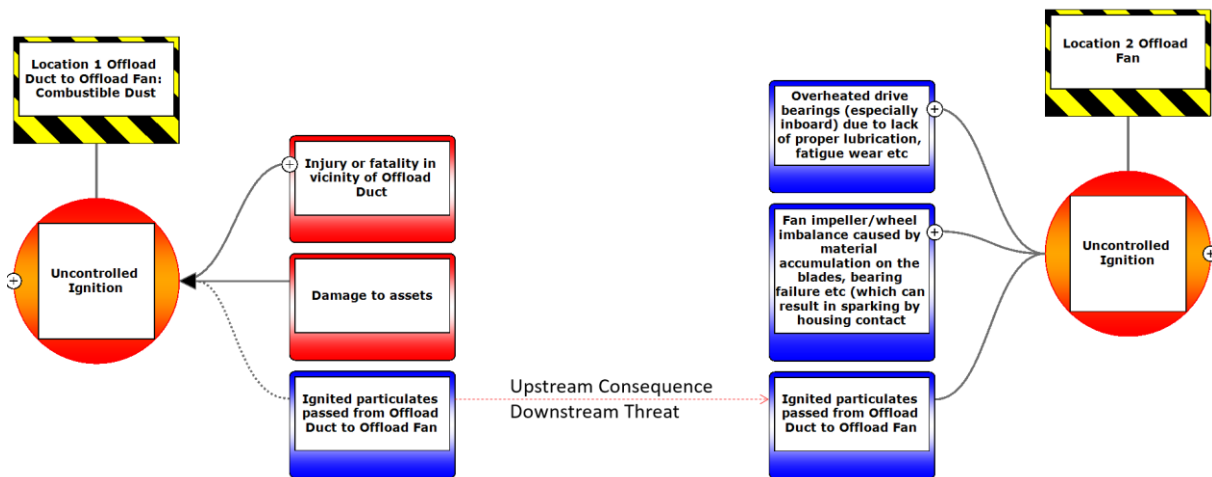 Location 1 Offload
Duct to Offload Fan:
Combustible Dust
Uncontrolled
Ignition
Injury or fatality in
vicinity of Offload
Duct
Damage to assets
Ignited particulates
passed from Offload
Duct to Offload Fan
Upstream Consequence
Downstream Threat
Overheated drive
bearings (especially
inboard) due to lack
of proper lubrication,
fatigue wear etc
Fan impeller/wheel
imbalance caused by
material
accumulation on the
blades, bearing
failure etc (which can
result in sparking by
housing contact
Ignited particulates
passed from Offload
Duct to Offload Fan
Location 2 Offload
Fan
Uncontrolled
Ignition